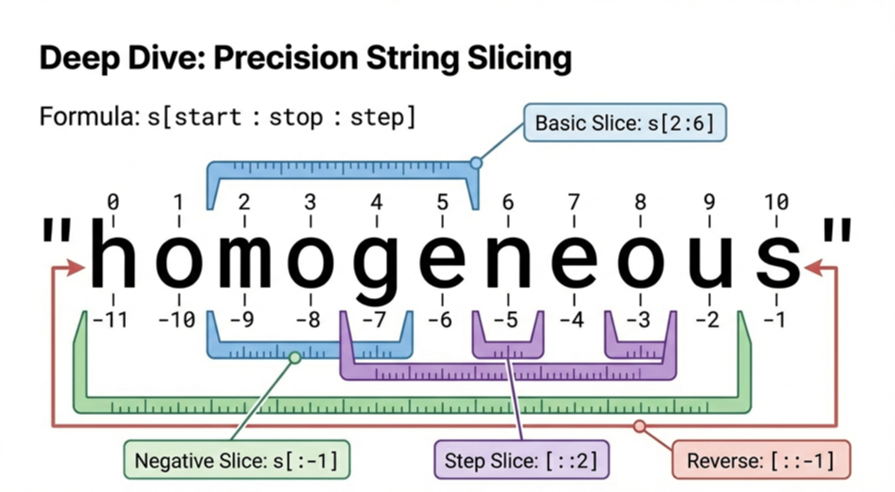 Deep Dive: Precision String Slicing
Formula: s[start : stop : step]
Basic Slice: s[2:6]
0 1 2 3 4 5 6 7 8 9 10
"homogeneous"
-11 -10 -9 -8 -7 -6 -5 -4 -3 -2 -1
Negative Slice: s[:-1]
Step Slice: [::2]
Reverse: [::-1]